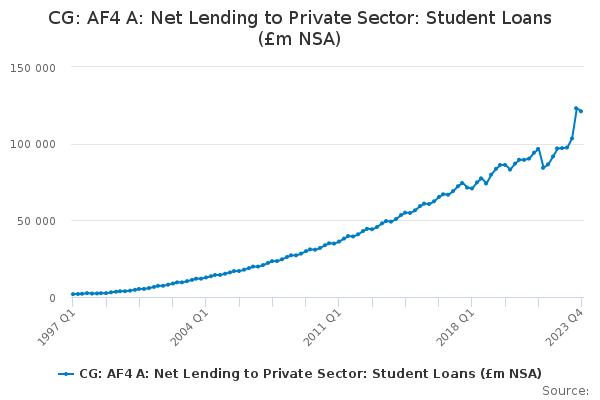 CG: AF4 A: Net Lending to Private Sector: Student Loans
(£m NSA)
150 000
100 000
50 000
0
1997 Q1
2004 Q1
2011 Q1
2018 Q1
2023 Q4
CG: AF4 A: Net Lending to Private Sector: Student Loans (£m NSA)
Source: